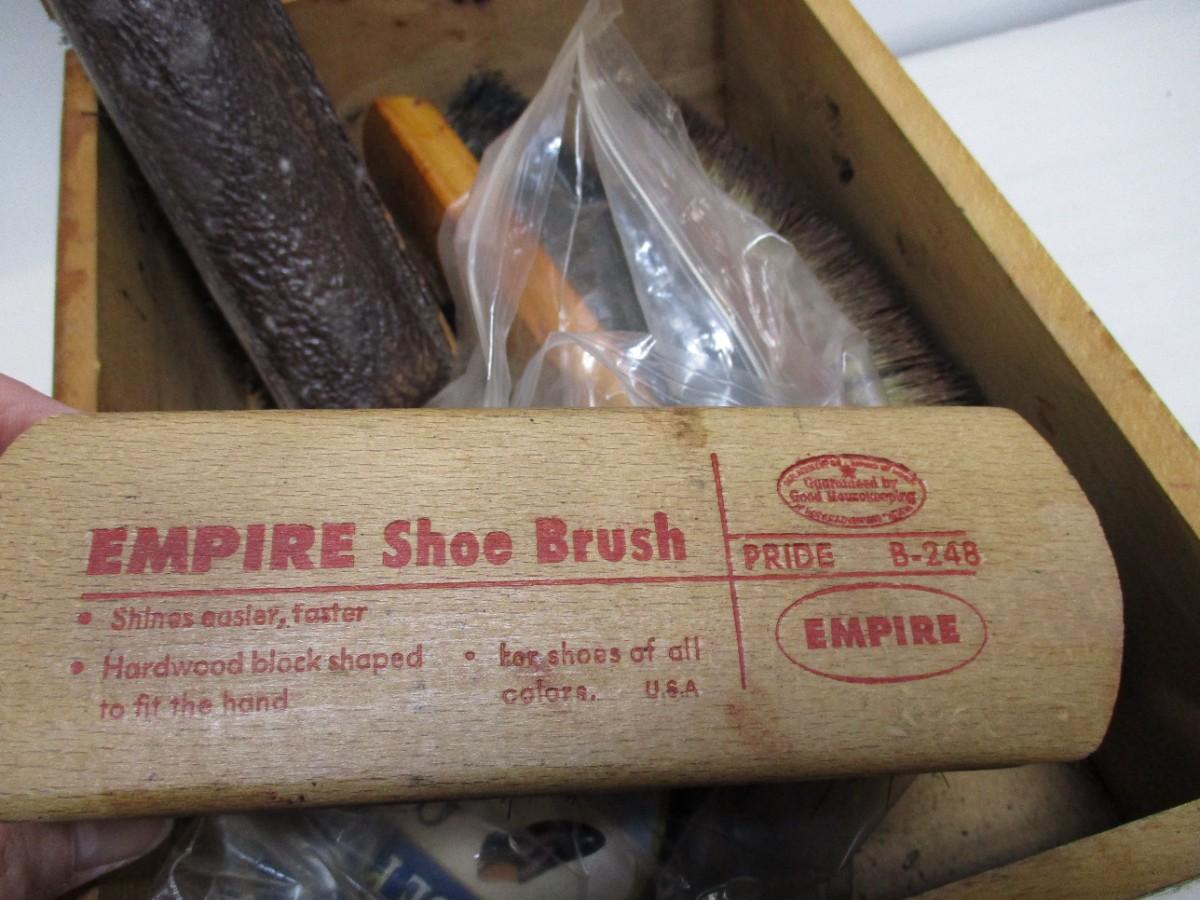 EMPIRE Shoe Brush
• Shines easier, faster
• Hardwood block shaped
to fit the hand
• for shoes of all
colors. U.S.A
Guaranteed by
Good Housekeeping
PRIDE B-248
EMPIRE